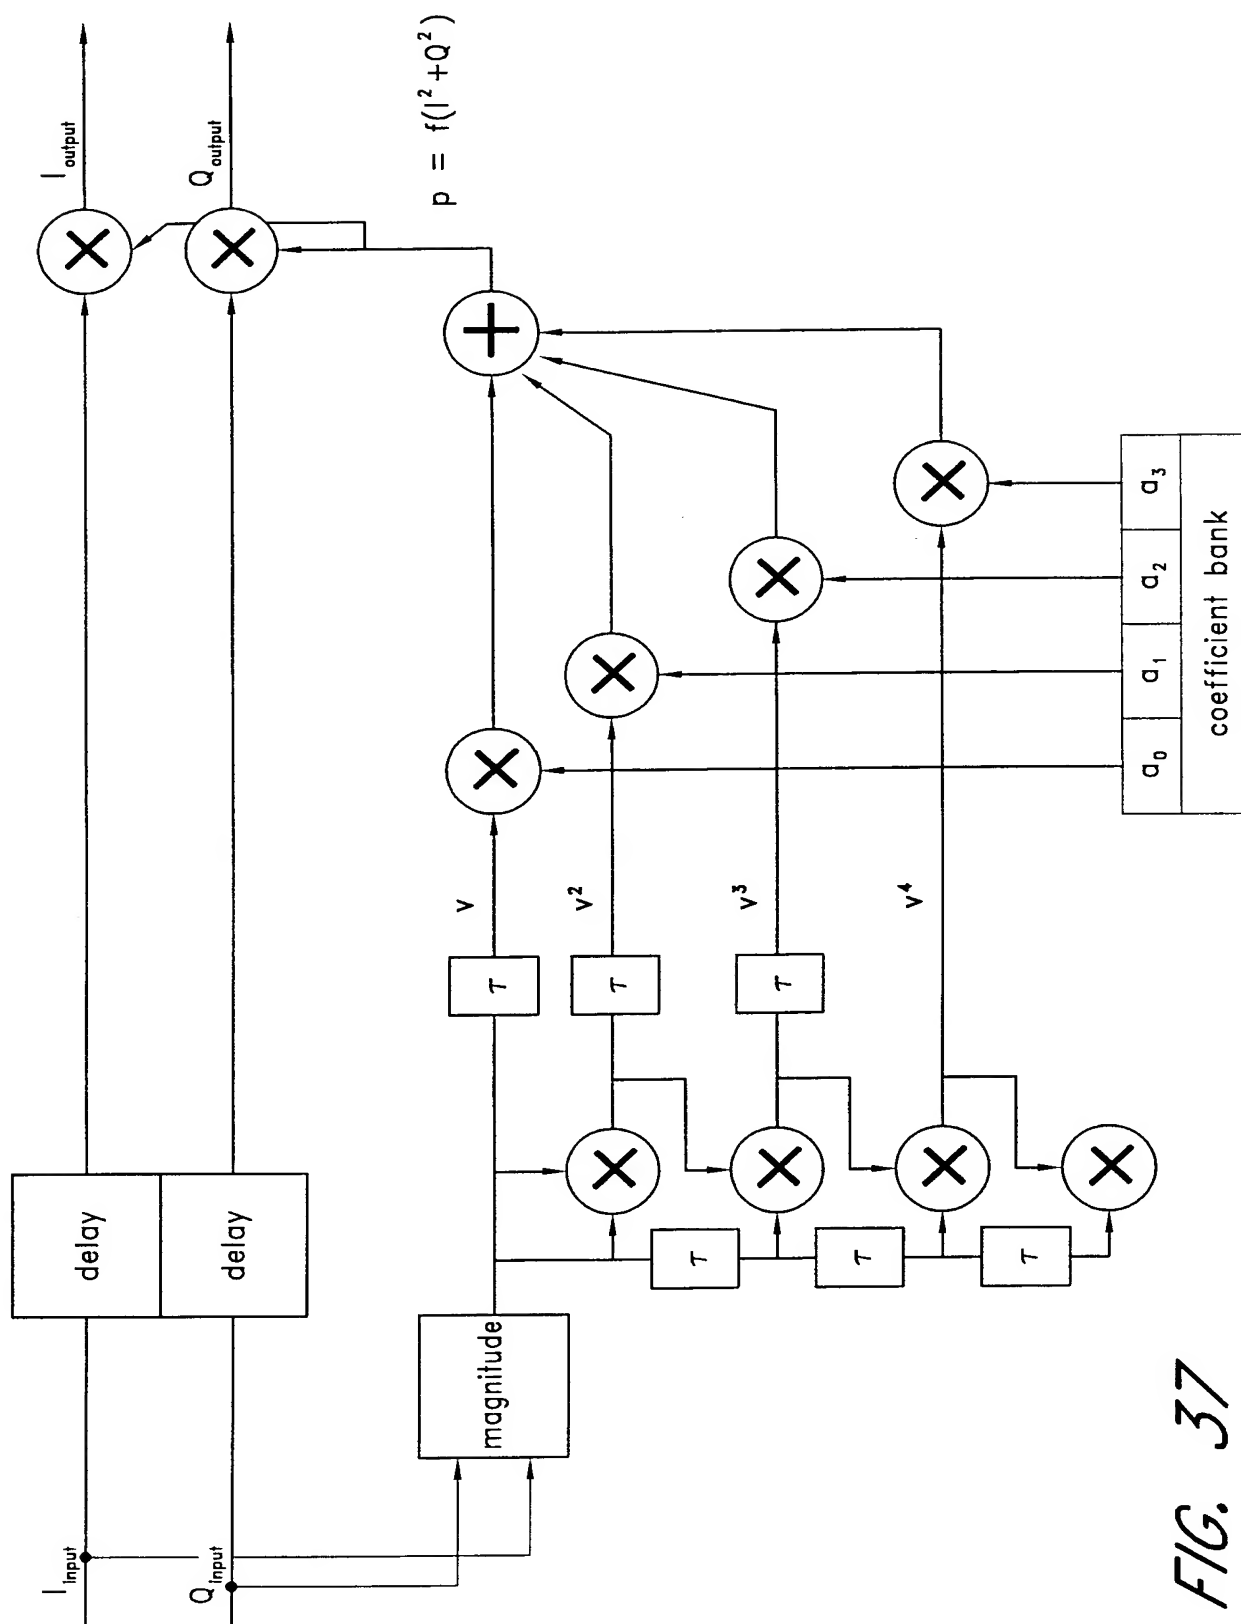 I_input
Q_input
delay
delay
I_output
Q_output
p = f(I²+Q²)
magnitude
τ
τ
τ
τ
τ
τ
v
v²
v³
v⁴
a₀
a₁
a₂
a₃
coefficient bank
FIG. 37